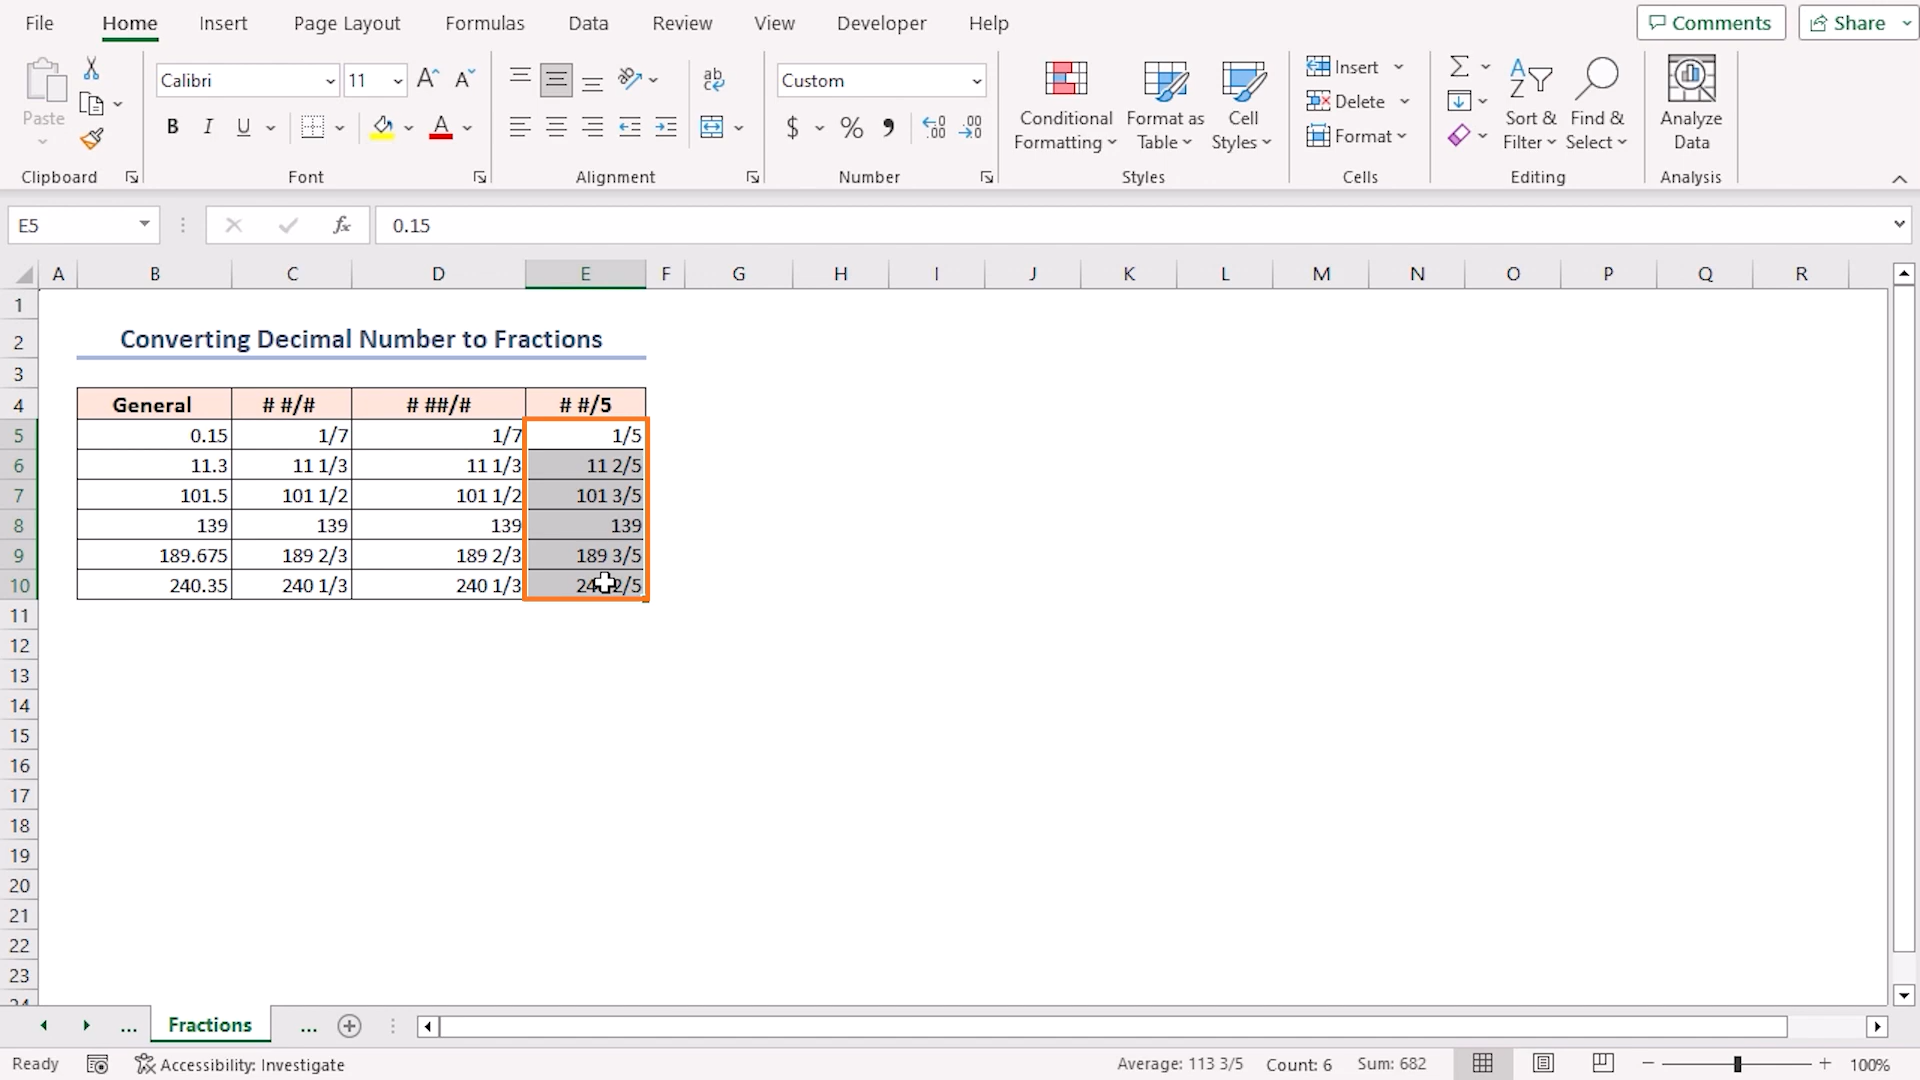 File Home Insert Page Layout Formulas Data Review View Developer Help Comments Share
Paste
Clipboard
Calibri 11
B I U A
Font
ab
Alignment
Custom
$ % 9 .00 .00
Number
Conditional Formatting
Format as Table
Cell Styles
Styles
Insert
Delete
Format
Cells
Sort & Filter
Find & Select
Editing
Analyze Data
Analysis
E5 fx 0.15
A B C D E F G H I J K L M N O P Q R
1
2 Converting Decimal Number to Fractions
3
4 General # #/# # ##/# # #/5
5 0.15 1/7 1/7 1/5
6 11.3 11 1/3 11 1/3 11 2/5
7 101.5 101 1/2 101 1/2 101 3/5
8 139 139 139 139
9 189.675 189 2/3 189 2/3 189 3/5
10 240.35 240 1/3 240 1/3
11
12
13
14
15
16
17
18
19
20
21
22
23
24
... Fractions ...
Ready Accessibility: Investigate Average: 113 3/5 Count: 6 Sum: 682 100%